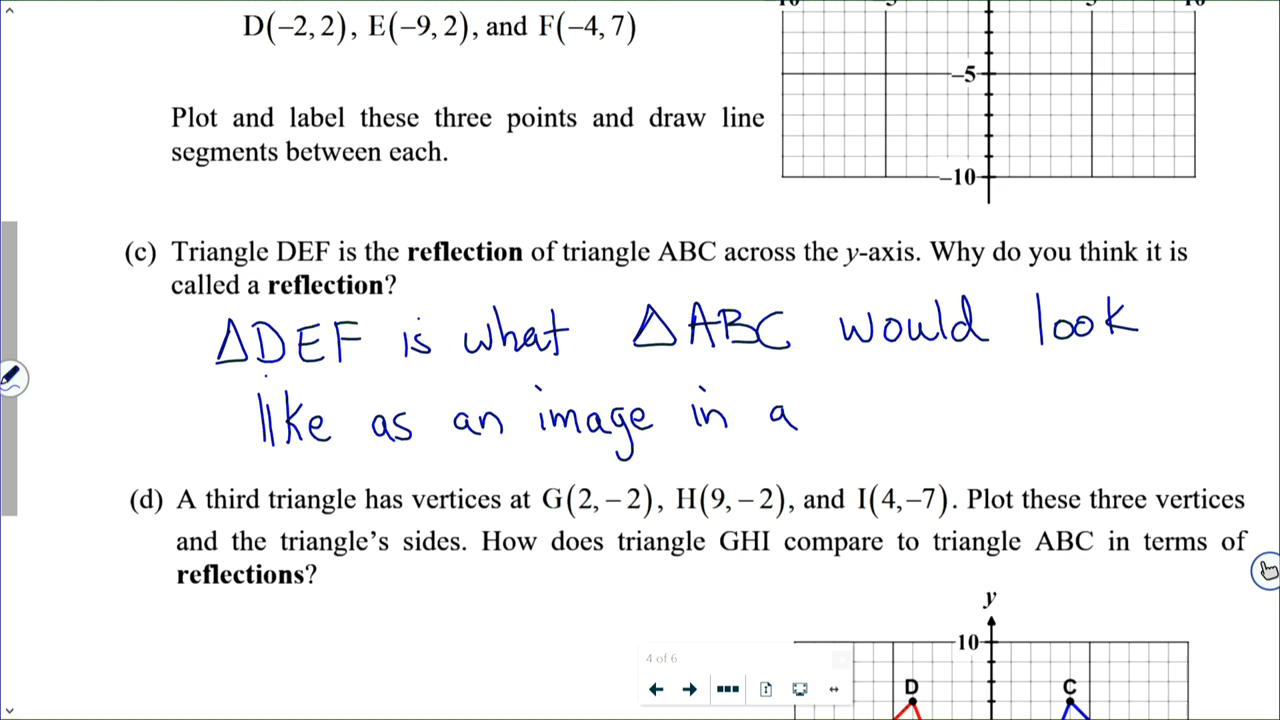 D(−2, 2), E(−9, 2), and F(−4, 7)
Plot and label these three points and draw line
segments between each.
−5
−10
(c) Triangle DEF is the reflection of triangle ABC across the y-axis. Why do you think it is
called a reflection?
△DEF is what △ABC would look
like as an image in a
(d) A third triangle has vertices at G(2, −2), H(9, −2), and I(4, −7). Plot these three vertices
and the triangle's sides. How does triangle GHI compare to triangle ABC in terms of
reflections?
y
10
4 of 6
D
C